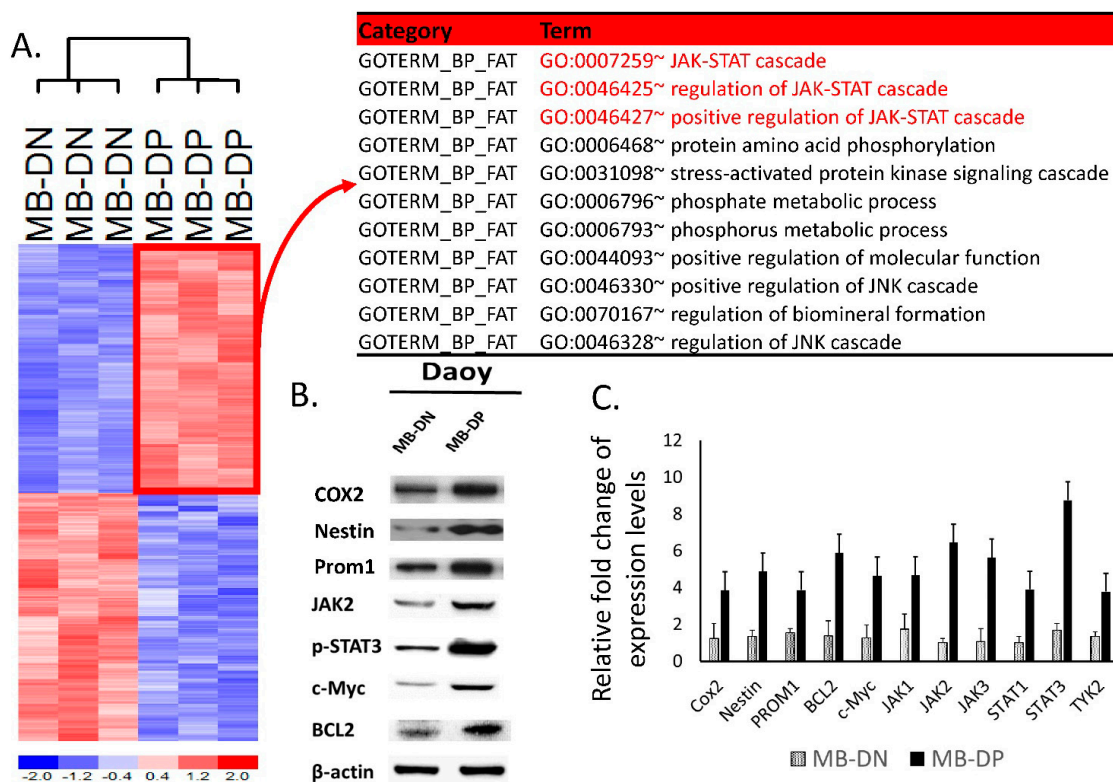 A.
MB-DN MB-DN MB-DN MB-DP MB-DP MB-DP
-2.0 -1.2 -0.4 0.4 1.2 2.0
Category Term
GOTERM_BP_FAT GO:0007259~ JAK-STAT cascade
GOTERM_BP_FAT GO:0046425~ regulation of JAK-STAT cascade
GOTERM_BP_FAT GO:0046427~ positive regulation of JAK-STAT cascade
GOTERM_BP_FAT GO:0006468~ protein amino acid phosphorylation
GOTERM_BP_FAT GO:0031098~ stress-activated protein kinase signaling cascade
GOTERM_BP_FAT GO:0006796~ phosphate metabolic process
GOTERM_BP_FAT GO:0006793~ phosphorus metabolic process
GOTERM_BP_FAT GO:0044093~ positive regulation of molecular function
GOTERM_BP_FAT GO:0046330~ positive regulation of JNK cascade
GOTERM_BP_FAT GO:0070167~ regulation of biomineral formation
GOTERM_BP_FAT GO:0046328~ regulation of JNK cascade
B.
Daoy
MB-DN MB-DP
COX2
Nestin
Prom1
JAK2
p-STAT3
c-Myc
BCL2
β-actin
C.
Relative fold change of
expression levels
12
10
8
6
4
2
0
Cox2 Nestin PROM1 BCL2 c-Myc JAK1 JAK2 JAK3 STAT1 STAT3 TYK2
MB-DN MB-DP